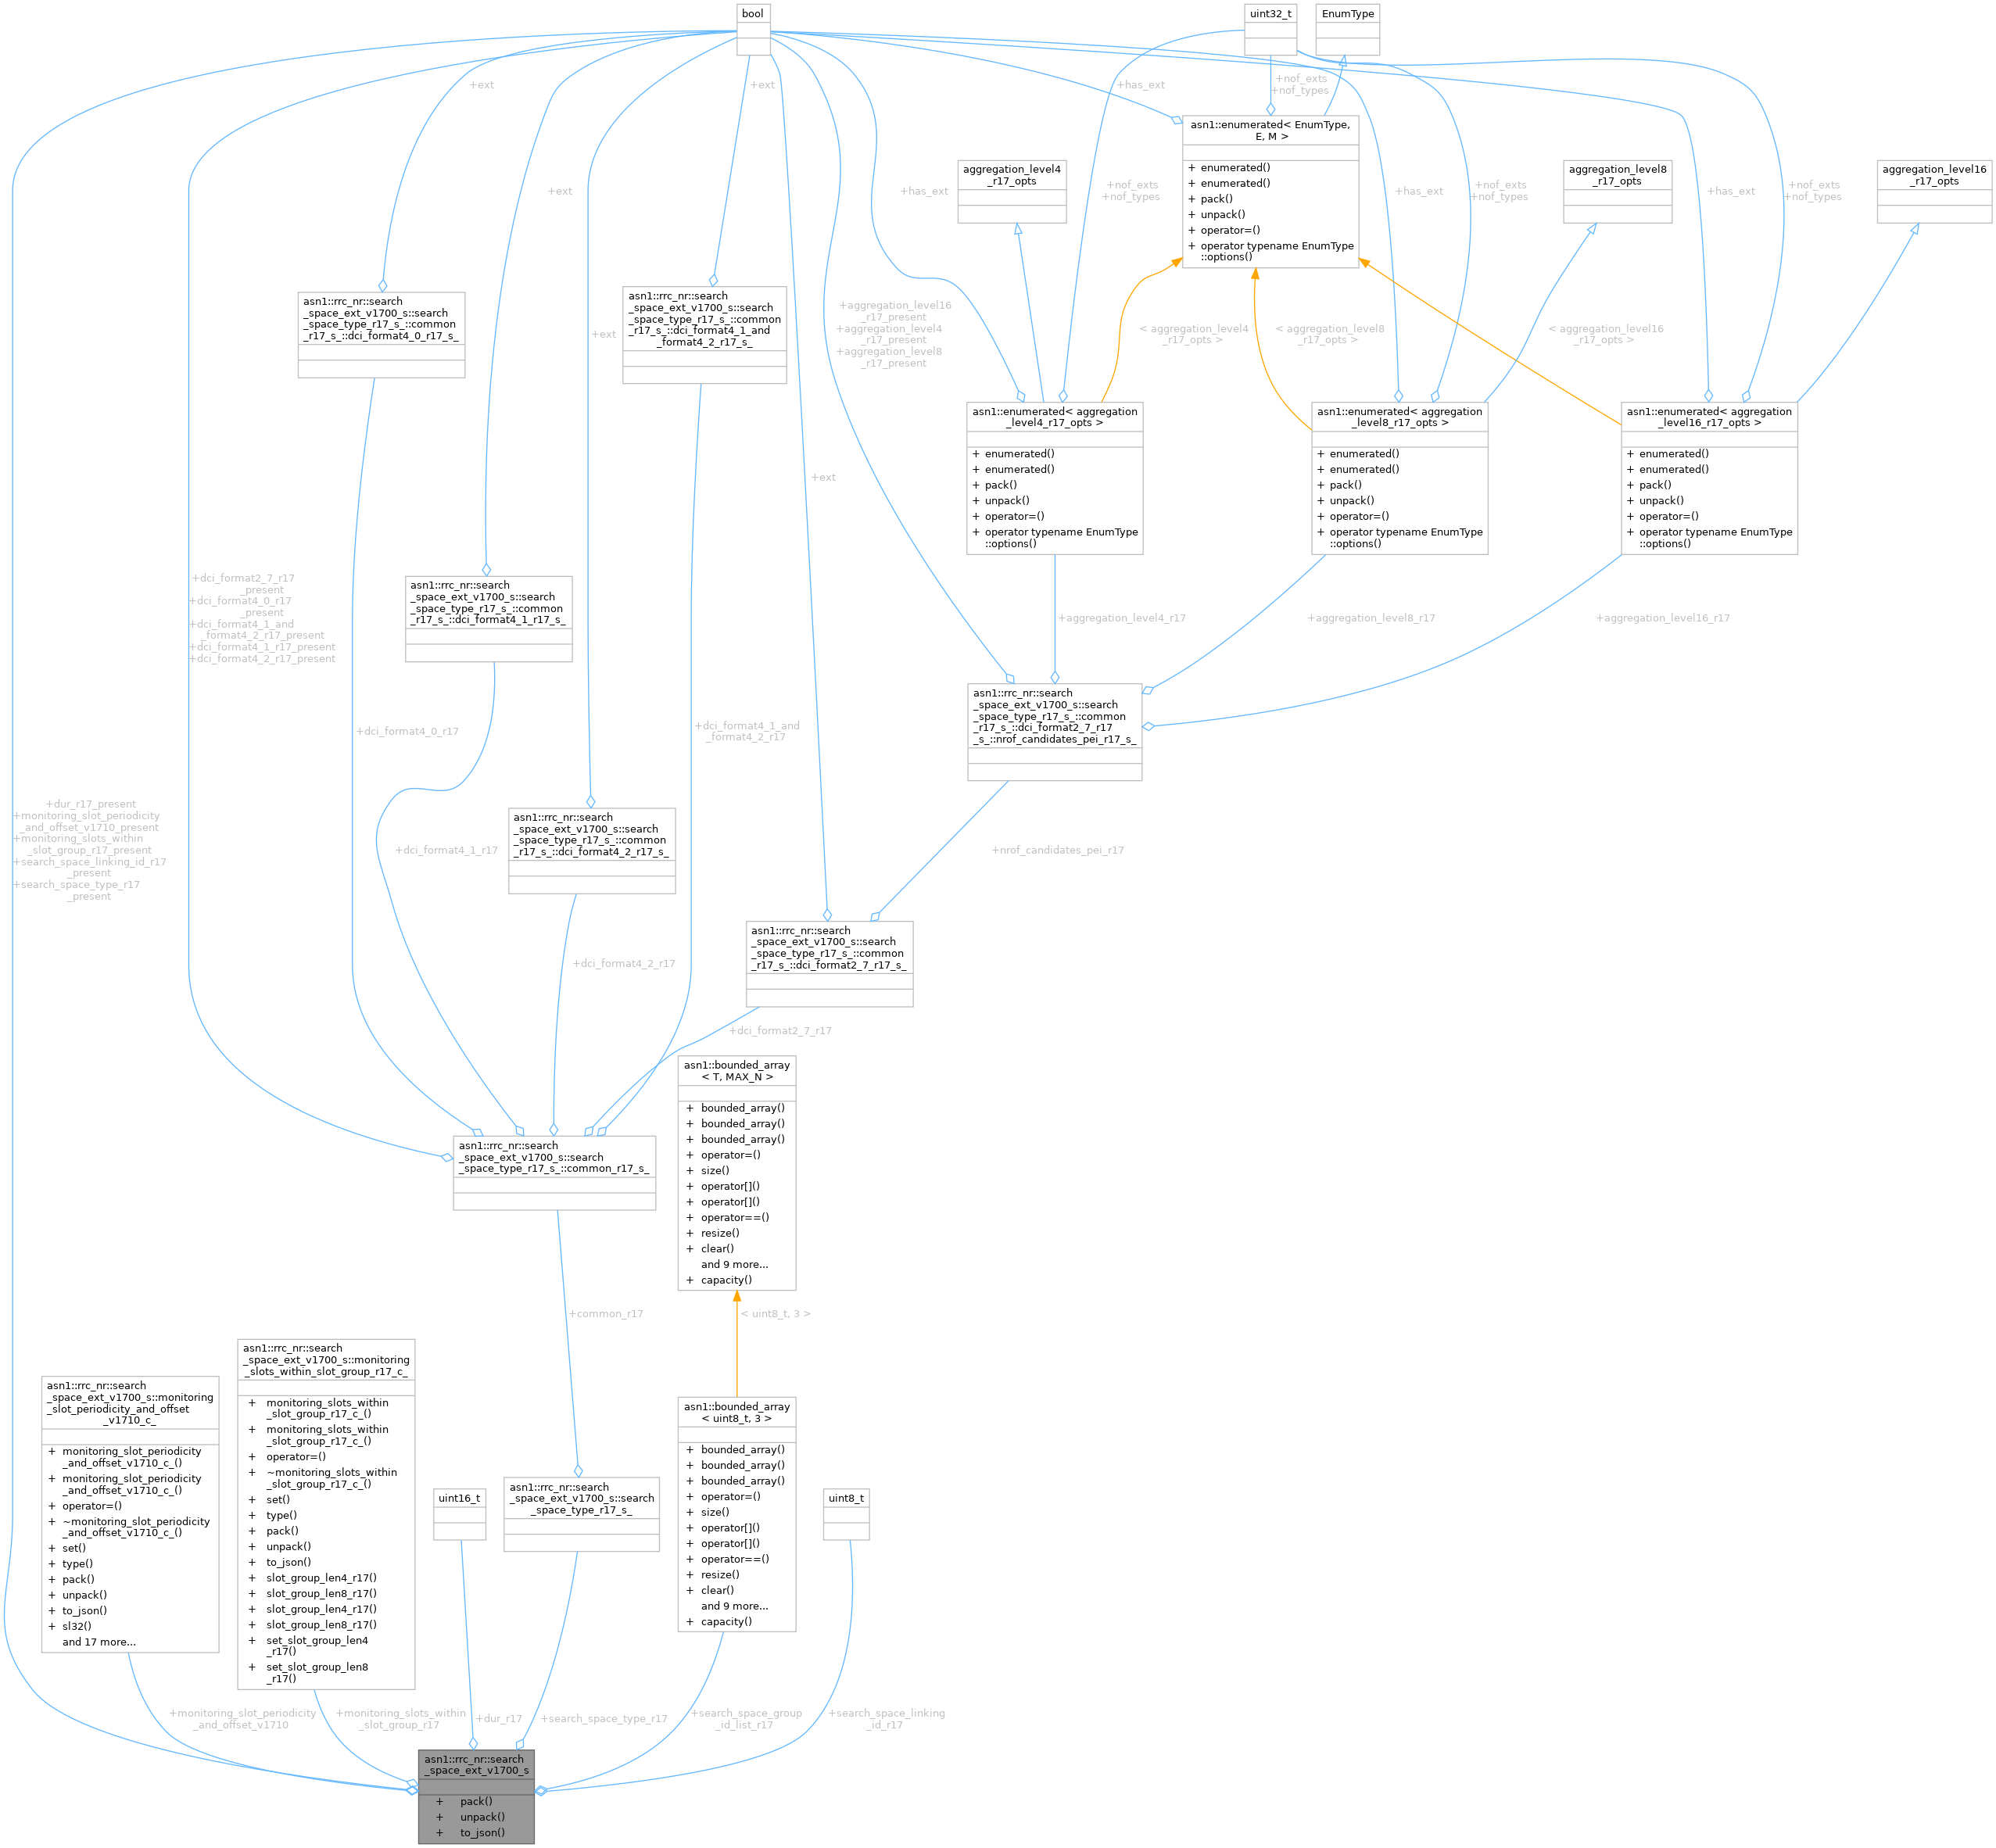 bool
uint32_t
EnumType
+ext
+ext
+has_ext
+nof_exts
+nof_types
asn1::enumerated< EnumType,
E, M >
+ enumerated()
+ enumerated()
+ pack()
+ unpack()
+ operator=()
+ operator typename EnumType
::options()
aggregation_level4
_r17_opts
aggregation_level8
_r17_opts
aggregation_level16
_r17_opts
+ext
+has_ext
+nof_exts
+nof_types
+has_ext
+nof_exts
+nof_types
+has_ext
+nof_exts
+nof_types
asn1::rrc_nr::search
_space_ext_v1700_s::search
_space_type_r17_s_::common
_r17_s_::dci_format4_0_r17_s_
asn1::rrc_nr::search
_space_ext_v1700_s::search
_space_type_r17_s_::common
_r17_s_::dci_format4_1_and
_format4_2_r17_s_
+ext
+aggregation_level16
_r17_present
+aggregation_level4
_r17_present
+aggregation_level8
_r17_present
< aggregation_level4
_r17_opts >
< aggregation_level8
_r17_opts >
< aggregation_level16
_r17_opts >
asn1::enumerated< aggregation
_level4_r17_opts >
+ enumerated()
+ enumerated()
+ pack()
+ unpack()
+ operator=()
+ operator typename EnumType
::options()
asn1::enumerated< aggregation
_level8_r17_opts >
+ enumerated()
+ enumerated()
+ pack()
+ unpack()
+ operator=()
+ operator typename EnumType
::options()
asn1::enumerated< aggregation
_level16_r17_opts >
+ enumerated()
+ enumerated()
+ pack()
+ unpack()
+ operator=()
+ operator typename EnumType
::options()
+ext
+dci_format2_7_r17
_present
+dci_format4_0_r17
_present
+dci_format4_1_and
_format4_2_r17_present
+dci_format4_1_r17_present
+dci_format4_2_r17_present
asn1::rrc_nr::search
_space_ext_v1700_s::search
_space_type_r17_s_::common
_r17_s_::dci_format4_1_r17_s_
+aggregation_level4_r17
+aggregation_level8_r17
+aggregation_level16_r17
asn1::rrc_nr::search
_space_ext_v1700_s::search
_space_type_r17_s_::common
_r17_s_::dci_format2_7_r17
_s_::nrof_candidates_pei_r17_s_
+dci_format4_0_r17
+dci_format4_1_and
_format4_2_r17
+dur_r17_present
+monitoring_slot_periodicity
_and_offset_v1710_present
+monitoring_slots_within
_slot_group_r17_present
+search_space_linking_id_r17
_present
+search_space_type_r17
_present
+dci_format4_1_r17
asn1::rrc_nr::search
_space_ext_v1700_s::search
_space_type_r17_s_::common
_r17_s_::dci_format4_2_r17_s_
+nrof_candidates_pei_r17
asn1::rrc_nr::search
_space_ext_v1700_s::search
_space_type_r17_s_::common
_r17_s_::dci_format2_7_r17_s_
+dci_format4_2_r17
+dci_format2_7_r17
asn1::bounded_array
< T, MAX_N >
+ bounded_array()
+ bounded_array()
+ bounded_array()
+ operator=()
+ size()
+ operator[]()
+ operator[]()
+ operator==()
+ resize()
+ clear()
and 9 more...
+ capacity()
asn1::rrc_nr::search
_space_ext_v1700_s::search
_space_type_r17_s_::common_r17_s_
+common_r17
< uint8_t, 3 >
asn1::rrc_nr::search
_space_ext_v1700_s::monitoring
_slot_periodicity_and_offset
_v1710_c_
+ monitoring_slot_periodicity
_and_offset_v1710_c_()
+ monitoring_slot_periodicity
_and_offset_v1710_c_()
+ operator=()
+ ~monitoring_slot_periodicity
_and_offset_v1710_c_()
+ set()
+ type()
+ pack()
+ unpack()
+ to_json()
+ sl32()
and 17 more...
asn1::rrc_nr::search
_space_ext_v1700_s::monitoring
_slots_within_slot_group_r17_c_
+ monitoring_slots_within
_slot_group_r17_c_()
+ monitoring_slots_within
_slot_group_r17_c_()
+ operator=()
+ ~monitoring_slots_within
_slot_group_r17_c_()
+ set()
+ type()
+ pack()
+ unpack()
+ to_json()
+ slot_group_len4_r17()
+ slot_group_len8_r17()
+ slot_group_len4_r17()
+ slot_group_len8_r17()
+ set_slot_group_len4
_r17()
+ set_slot_group_len8
_r17()
uint16_t
asn1::rrc_nr::search
_space_ext_v1700_s::search
_space_type_r17_s_
asn1::bounded_array
< uint8_t, 3 >
+ bounded_array()
+ bounded_array()
+ bounded_array()
+ operator=()
+ size()
+ operator[]()
+ operator[]()
+ operator==()
+ resize()
+ clear()
and 9 more...
+ capacity()
uint8_t
+monitoring_slot_periodicity
_and_offset_v1710
+monitoring_slots_within
_slot_group_r17
+dur_r17
+search_space_type_r17
+search_space_group
_id_list_r17
+search_space_linking
_id_r17
asn1::rrc_nr::search
_space_ext_v1700_s
+ pack()
+ unpack()
+ to_json()